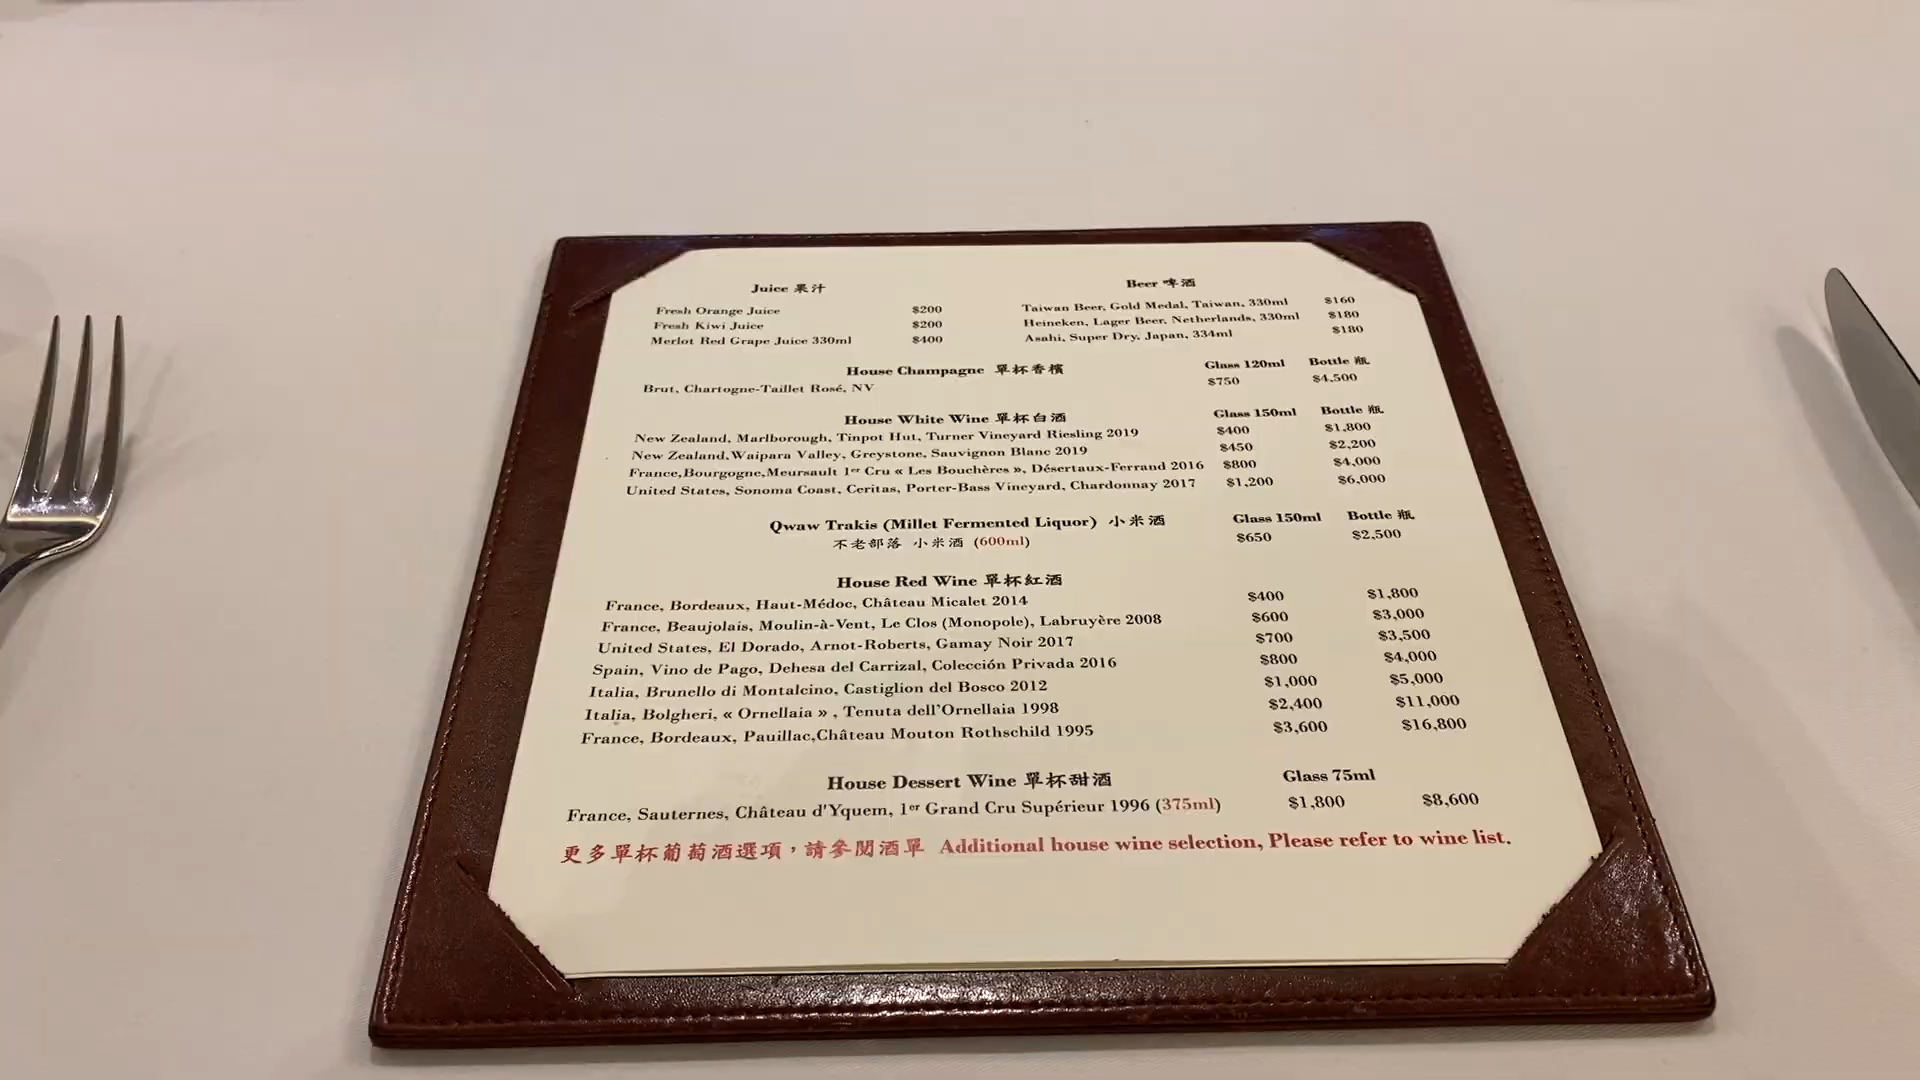 Juice 果汁
Fresh Orange Juice $200
Fresh Kiwi Juice $200
Merlot Red Grape Juice 330ml $400
Beer 啤酒
Taiwan Beer, Gold Medal, Taiwan, 330ml $160
Heineken, Lager Beer, Netherlands, 330ml $180
Asahi, Super Dry, Japan, 334ml $180
House Champagne 單杯香檳 Glass 120ml Bottle 瓶
Brut, Chartogne-Taillet Rosé, NV $750 $4,500
House White Wine 單杯白酒 Glass 150ml Bottle 瓶
New Zealand, Marlborough, Tinpot Hut, Turner Vineyard Riesling 2019 $400 $1,800
New Zealand,Waipara Valley, Greystone, Sauvignon Blanc 2019 $450 $2,200
France,Bourgogne,Meursault 1er Cru « Les Bouchères », Désertaux-Ferrand 2016 $800 $4,000
United States, Sonoma Coast, Ceritas, Porter-Bass Vineyard, Chardonnay 2017 $1,200 $6,000
Qwaw Trakis (Millet Fermented Liquor) 小米酒 Glass 150ml Bottle 瓶
不老部落 小米酒 (600ml) $650 $2,500
House Red Wine 單杯紅酒
France, Bordeaux, Haut-Médoc, Château Micalet 2014 $400 $1,800
France, Beaujolais, Moulin-à-Vent, Le Clos (Monopole), Labruyère 2008 $600 $3,000
United States, El Dorado, Arnot-Roberts, Gamay Noir 2017 $700 $3,500
Spain, Vino de Pago, Dehesa del Carrizal, Colección Privada 2016 $800 $4,000
Italia, Brunello di Montalcino, Castiglion del Bosco 2012 $1,000 $5,000
Italia, Bolgheri, « Ornellaia » , Tenuta dell'Ornellaia 1998 $2,400 $11,000
France, Bordeaux, Pauillac,Château Mouton Rothschild 1995 $3,600 $16,800
House Dessert Wine 單杯甜酒 Glass 75ml
France, Sauternes, Château d'Yquem, 1er Grand Cru Supérieur 1996 (375ml) $1,800 $8,600
更多單杯葡萄酒選項，請參閱酒單 Additional house wine selection, Please refer to wine list.